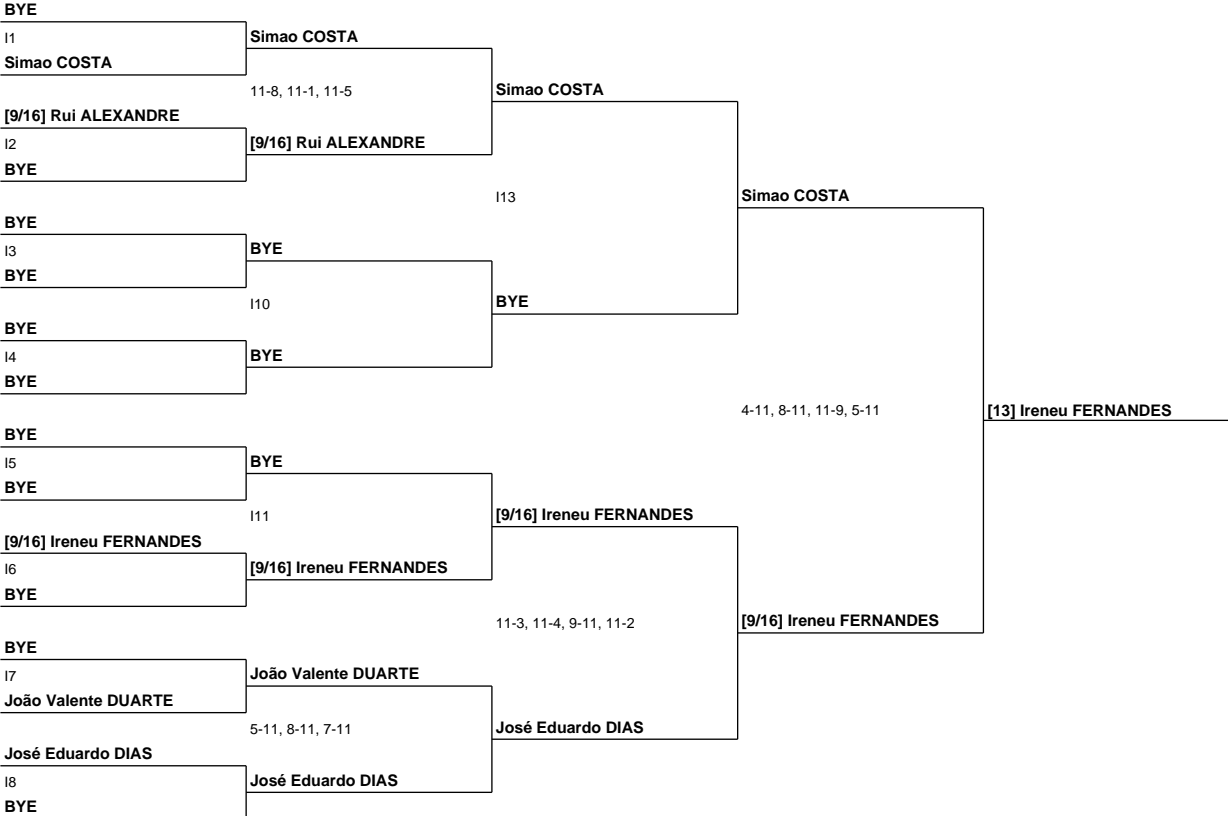 BYE
I1
Simao COSTA
Simao COSTA
11-8, 11-1, 11-5
Simao COSTA
[9/16] Rui ALEXANDRE
I2
[9/16] Rui ALEXANDRE
BYE
I13
Simao COSTA
BYE
I3
BYE
BYE
I10
BYE
BYE
I4
BYE
BYE
4-11, 8-11, 11-9, 5-11
[13] Ireneu FERNANDES
BYE
I5
BYE
BYE
I11
[9/16] Ireneu FERNANDES
[9/16] Ireneu FERNANDES
I6
[9/16] Ireneu FERNANDES
BYE
11-3, 11-4, 9-11, 11-2
[9/16] Ireneu FERNANDES
BYE
I7
João Valente DUARTE
João Valente DUARTE
5-11, 8-11, 7-11
José Eduardo DIAS
José Eduardo DIAS
I8
José Eduardo DIAS
BYE